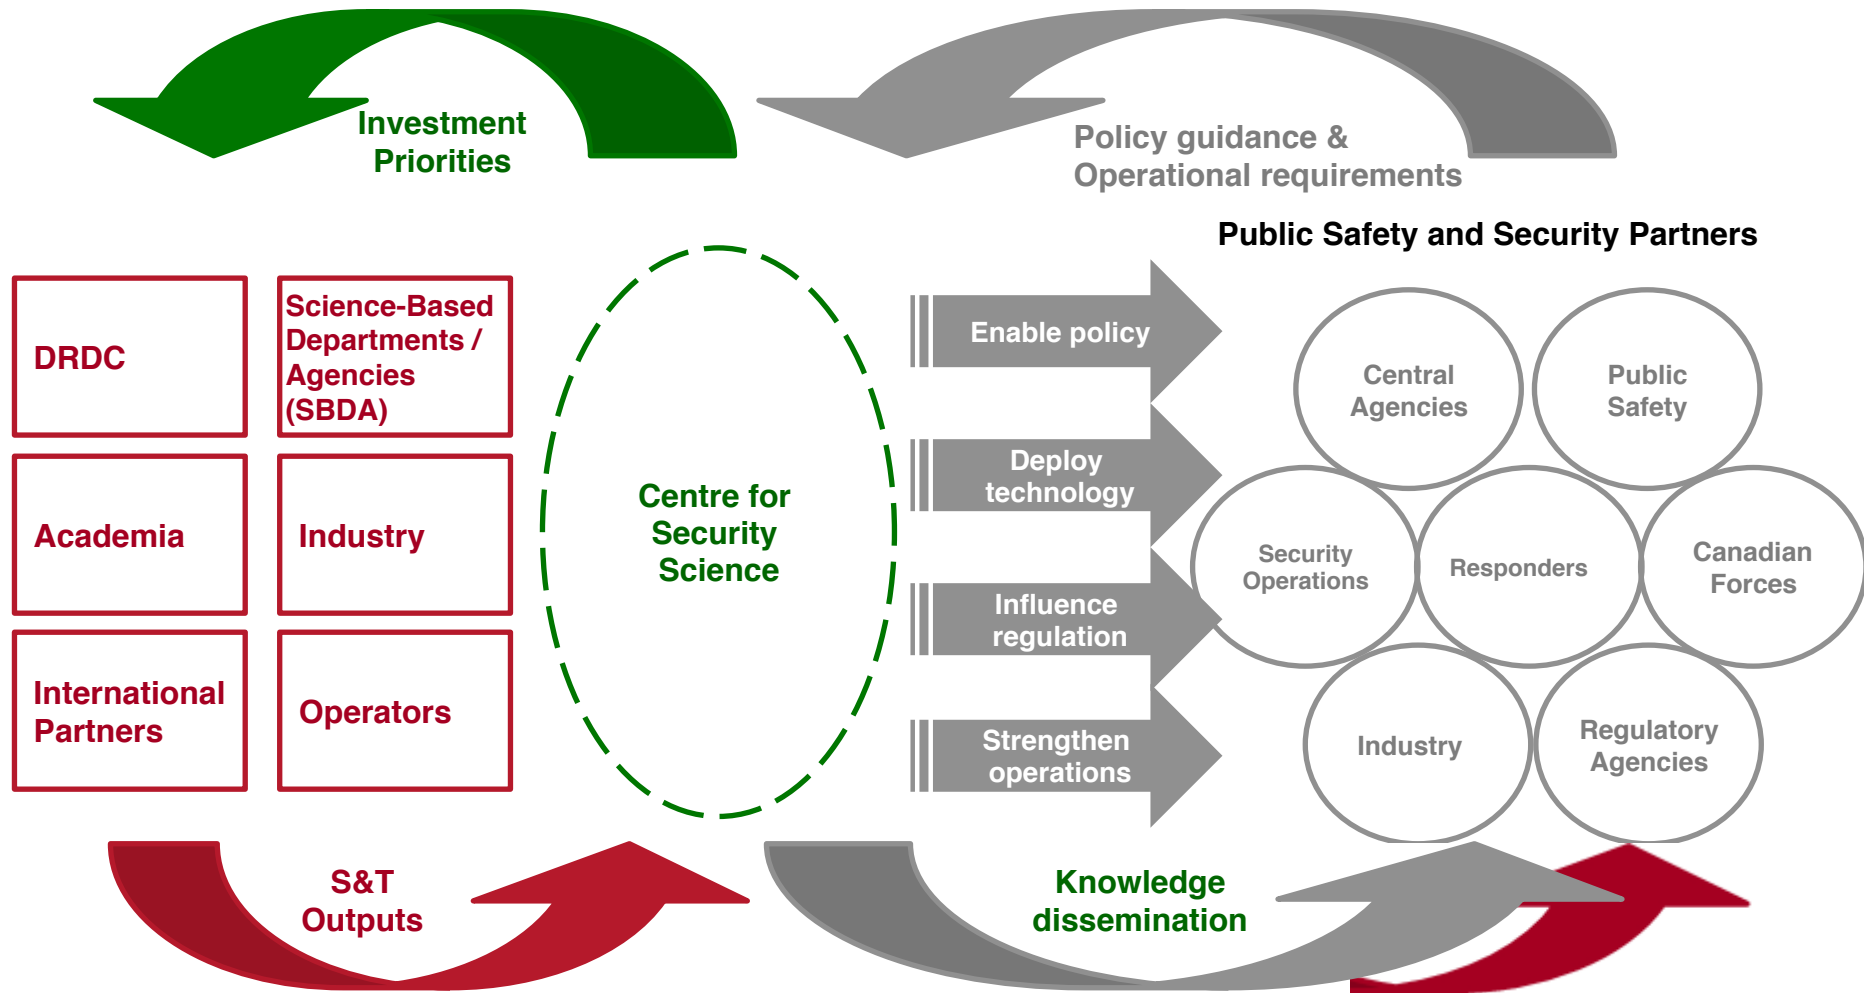 Investment
Priorities
Policy guidance &
Operational requirements
Public Safety and Security Partners
DRDC
Science-Based
Departments /
Agencies
(SBDA)
Academia
Industry
International
Partners
Operators
Centre for
Security
Science
Enable policy
Deploy
technology
Influence
regulation
Strengthen
operations
Central
Agencies
Public
Safety
Security
Operations
Responders
Canadian
Forces
Industry
Regulatory
Agencies
S&T
Outputs
Knowledge
dissemination